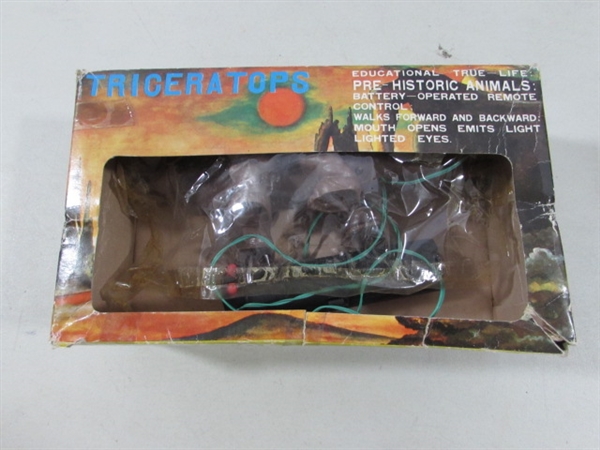 TRICERATOPS
EDUCATIONAL TRUE-LIFE:
PRE-HISTORIC ANIMALS:
BATTERY-OPERATED REMOTE
CONTROL:
WALKS FORWARD AND BACKWARD:
MOUTH OPENS EMITS LIGHT
LIGHTED EYES.